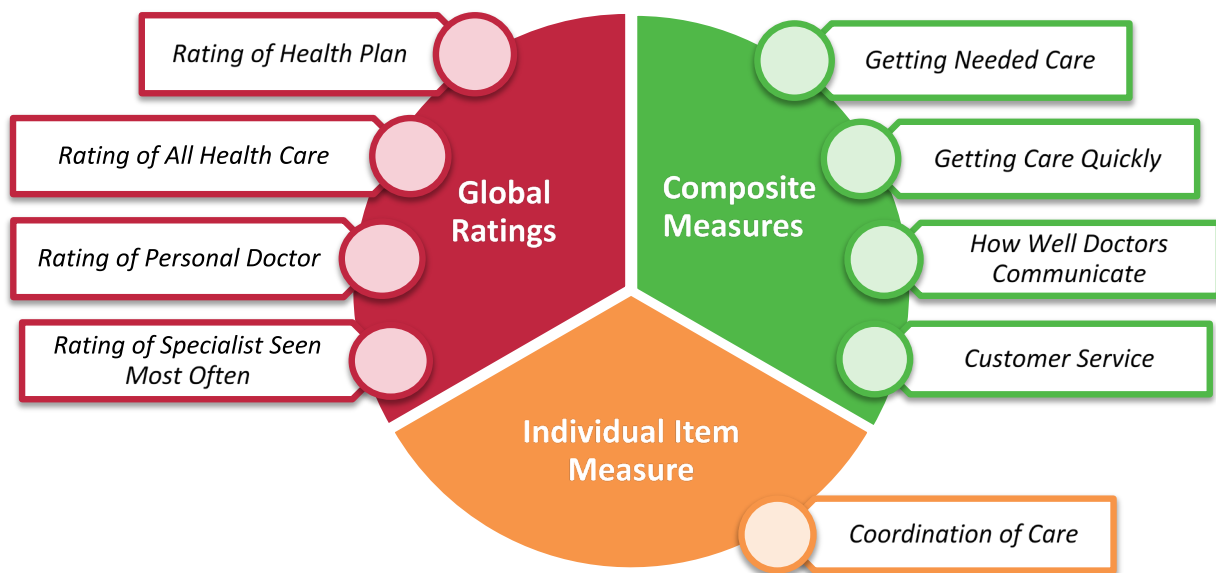 Rating of Health Plan
Rating of All Health Care
Rating of Personal Doctor
Rating of Specialist Seen
Most Often
Global
Ratings
Composite
Measures
Getting Needed Care
Getting Care Quickly
How Well Doctors
Communicate
Customer Service
Individual Item
Measure
Coordination of Care